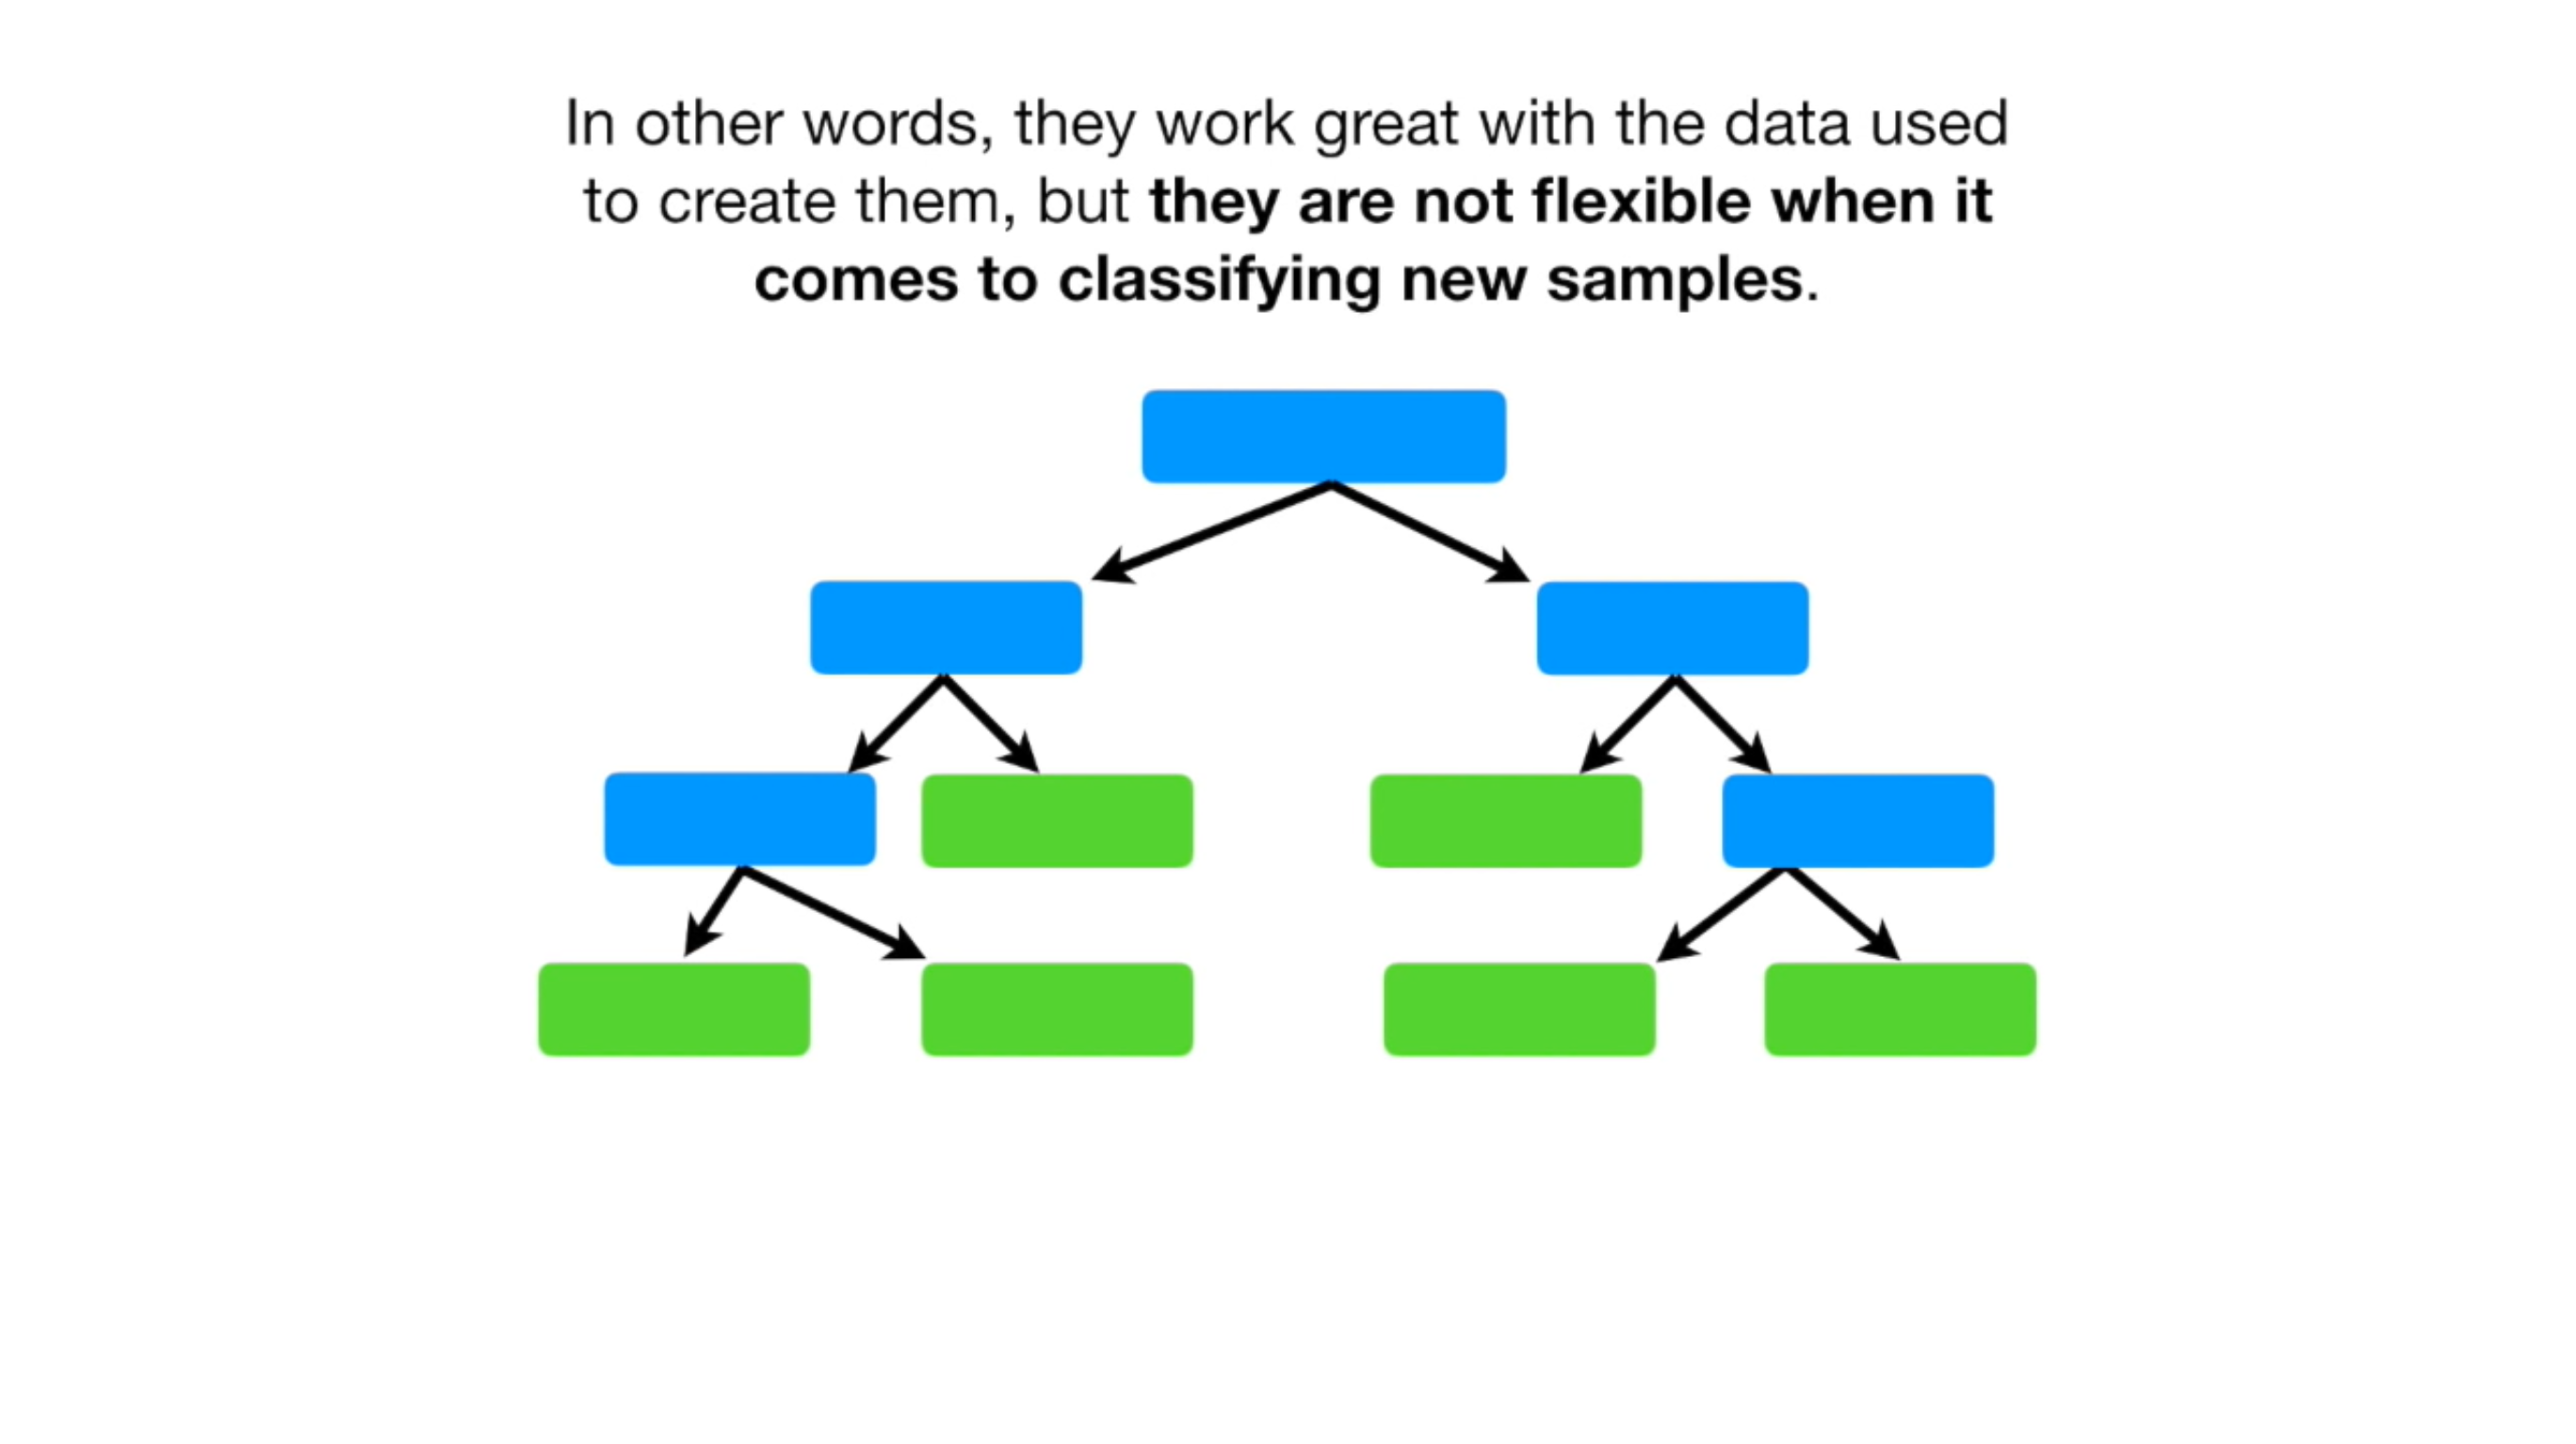 In other words, they work great with the data used
to create them, but they are not flexible when it
comes to classifying new samples.